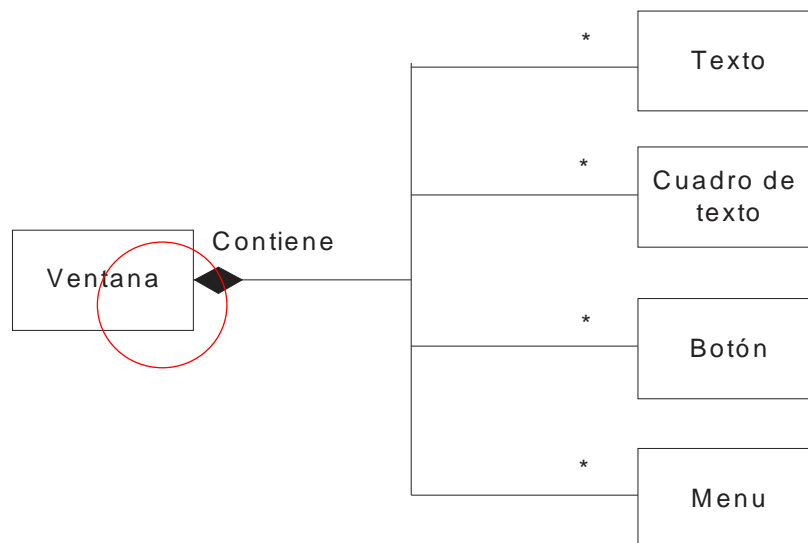 *
Texto
*
Cuadro de
texto
Contiene
Ventana
*
Botón
*
Menu